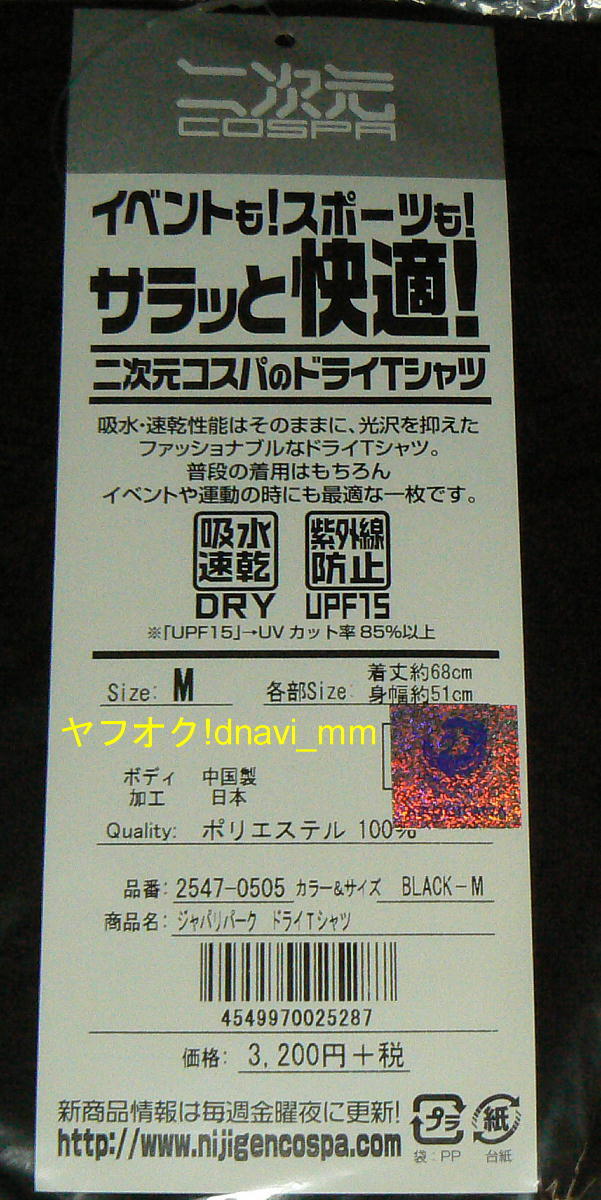 二次元
COSPA
イベントも!スポーツも!
サラッと快適!
二次元コスパのドライTシャツ
吸水・速乾性能はそのままに、光沢を抑えた
ファッショナブルなドライTシャツ。
普段の着用はもちろん
イベントや運動の時にも最適な一枚です。
吸水速乾 紫外線防止
DRY UPF15
※「UPF15」→UVカット率85%以上
Size: M 各部Size: 着丈約68cm 身幅約51cm
ヤフオク!dnavi_mm
ボディ 中国製
加工 日本
Quality: ポリエステル 100%
品番: 2547-0505 カラー&サイズ BLACK-M
商品名: ジャパリパーク ドライTシャツ
4549970025287
価格: 3,200円+税
新商品情報は毎週金曜夜に更新!
http://www.nijigencospa.com
プラ 紙
袋:PP 台紙